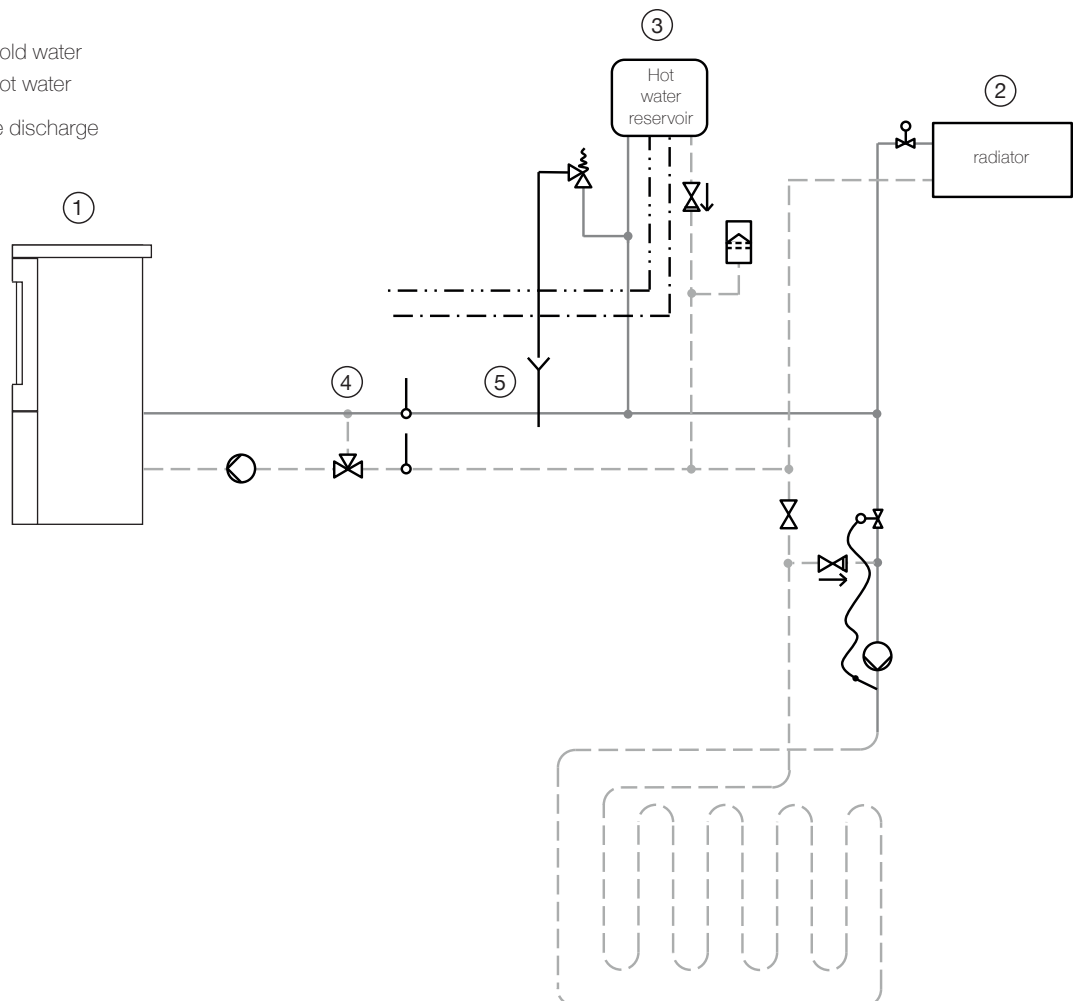 old water
ot water
e discharge
3
Hot
water
reservoir
2
radiator
1
4
5